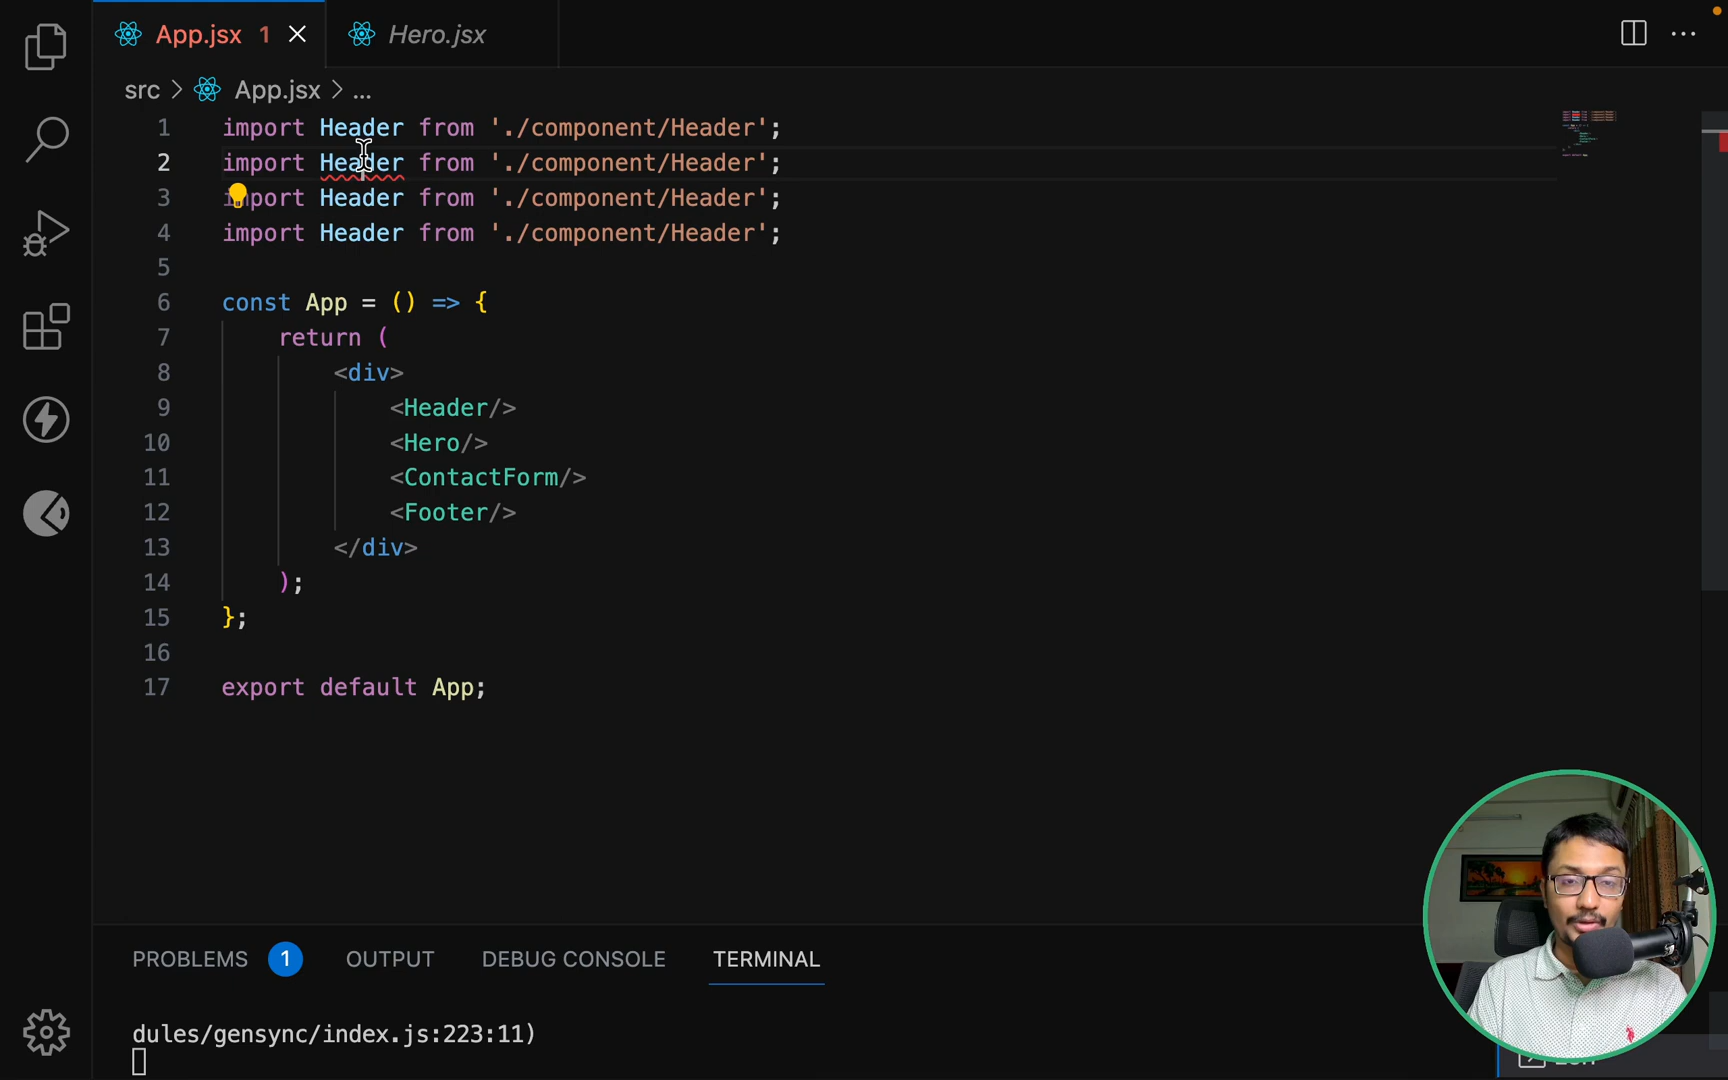 App.jsx 1
Hero.jsx
src > App.jsx > ...
1 import Header from './component/Header';
2 import Header from './component/Header';
3 import Header from './component/Header';
4 import Header from './component/Header';
5
6 const App = () => {
7 return (
8 <div>
9 <Header/>
10 <Hero/>
11 <ContactForm/>
12 <Footer/>
13 </div>
14 );
15 };
16
17 export default App;
PROBLEMS 1 OUTPUT DEBUG CONSOLE TERMINAL
dules/gensync/index.js:223:11)